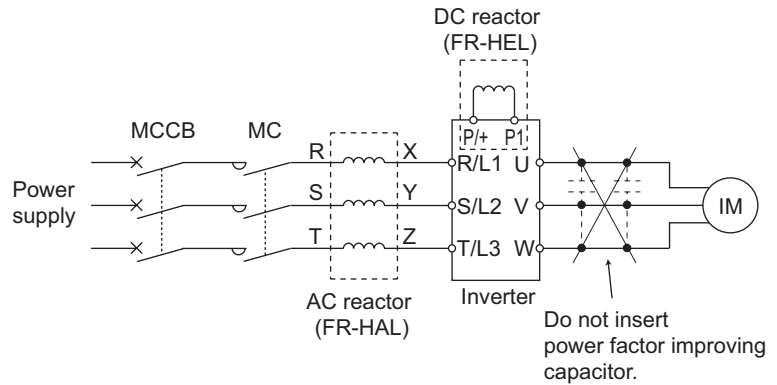 DC reactor
(FR-HEL)
MCCB
MC
P/+ P1
R X R/L1 U
Power
supply
S Y S/L2 V IM
T Z T/L3 W
AC reactor
(FR-HAL)
Inverter
Do not insert
power factor improving
capacitor.